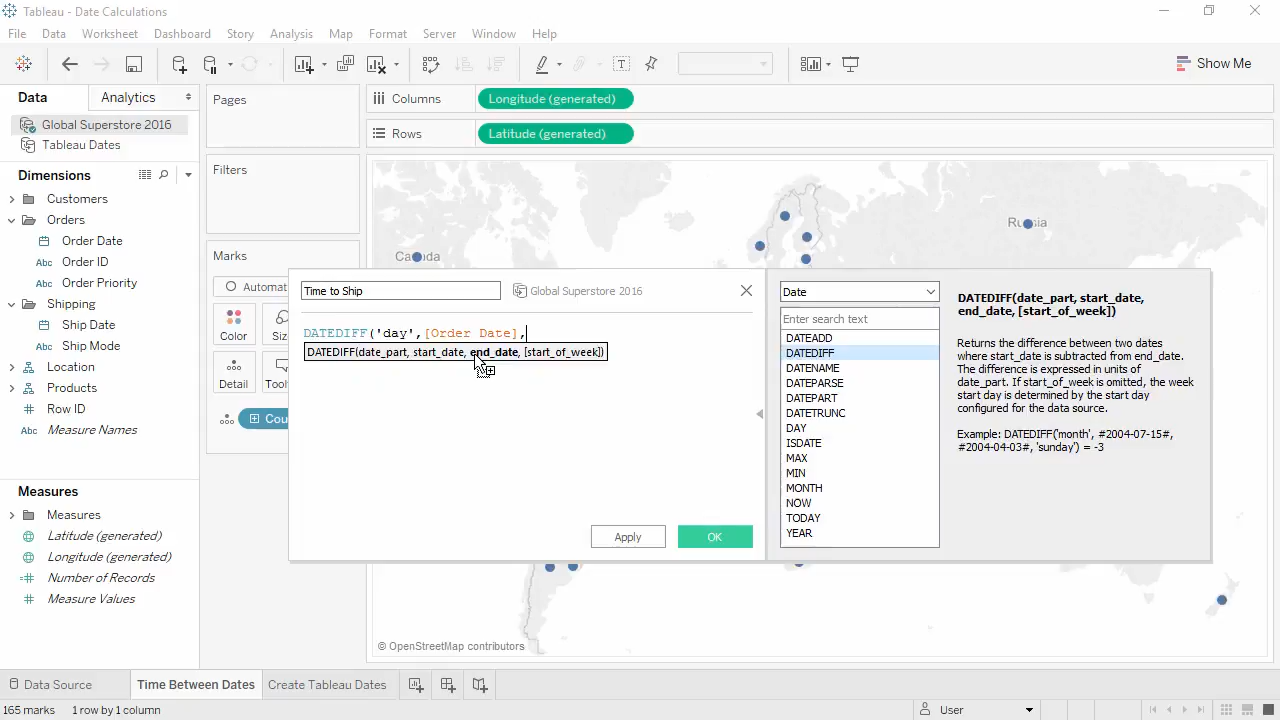 Tableau - Date Calculations
File Data Worksheet Dashboard Story Analysis Map Format Server Window Help
Show Me
Data Analytics
Global Superstore 2016
Tableau Dates
Dimensions
Customers
Orders
Order Date
Abc Order ID
Abc Order Priority
Shipping
Ship Date
Abc Ship Mode
Location
Products
Row ID
Abc Measure Names
Measures
Measures
Latitude (generated)
Longitude (generated)
Number of Records
Measure Values
Pages
Filters
Marks
Automat
Color
Siz
Detail
Toolt
Cou
Columns Longitude (generated)
Rows Latitude (generated)
Canada
Russia
Time to Ship
Global Superstore 2016
DATEDIFF('day',[Order Date],
DATEDIFF(date_part, start_date, end_date, [start_of_week])
Apply OK
Date
Enter search text
DATEADD
DATEDIFF
DATENAME
DATEPARSE
DATEPART
DATETRUNC
DAY
ISDATE
MAX
MIN
MONTH
NOW
TODAY
YEAR
DATEDIFF(date_part, start_date,
end_date, [start_of_week])
Returns the difference between two dates
where start_date is subtracted from end_date.
The difference is expressed in units of
date_part. If start_of_week is omitted, the week
start day is determined by the start day
configured for the data source.
Example: DATEDIFF('month', #2004-07-15#,
#2004-04-03#, 'sunday') = -3
© OpenStreetMap contributors
Data Source Time Between Dates Create Tableau Dates
165 marks 1 row by 1 column
User